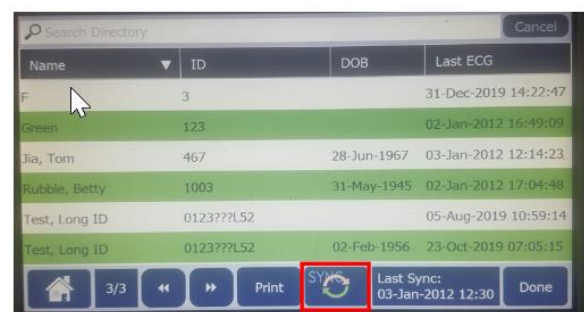 Search Directory Cancel
Name ID DOB Last ECG
F 3 31-Dec-2019 14:22:47
Green 123 02-Jan-2012 16:49:09
Jia, Tom 467 28-Jun-1967 03-Jan-2012 12:14:23
Rubble, Betty 1003 31-May-1945 02-Jan-2012 17:04:48
Test, Long ID 0123???L52 05-Aug-2019 10:59:14
Test, Long ID 0123???L52 02-Feb-1956 23-Oct-2019 07:05:15
3/3 Print SYNC Last Sync: Done
03-Jan-2012 12:30